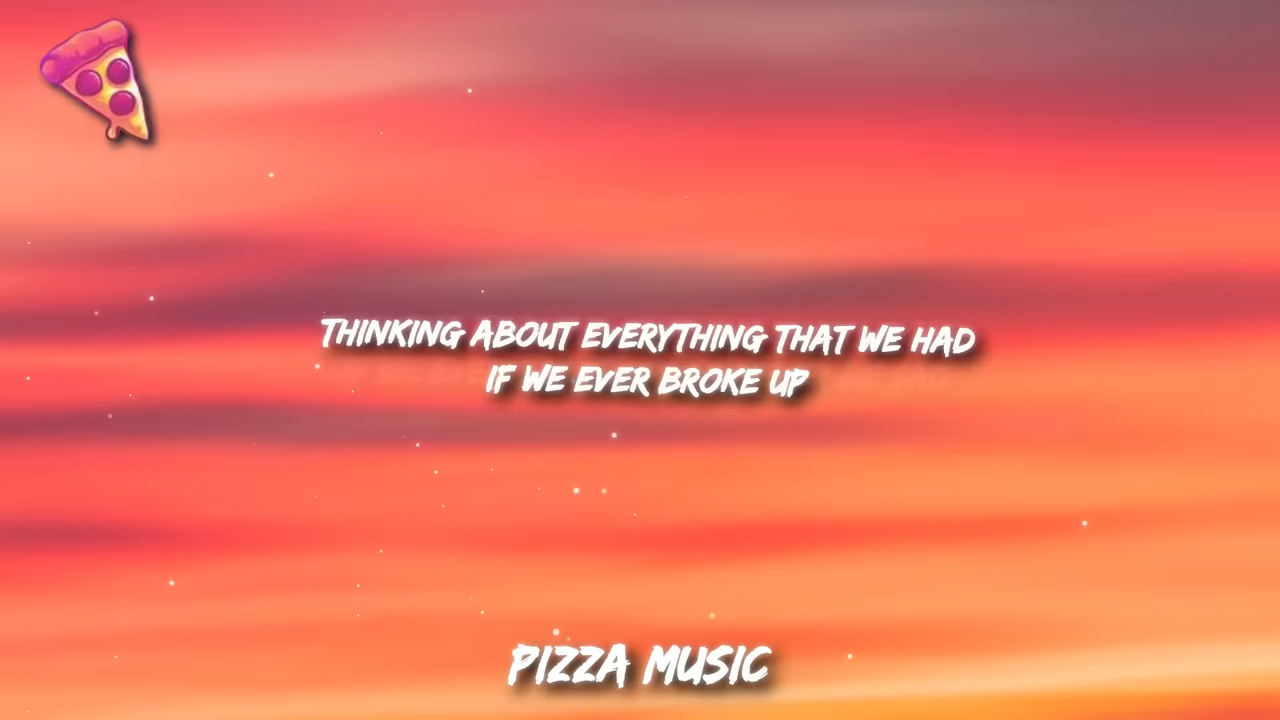 THINKING ABOUT EVERYTHING THAT WE HAD
IF WE EVER BROKE UP
PIZZA MUSIC